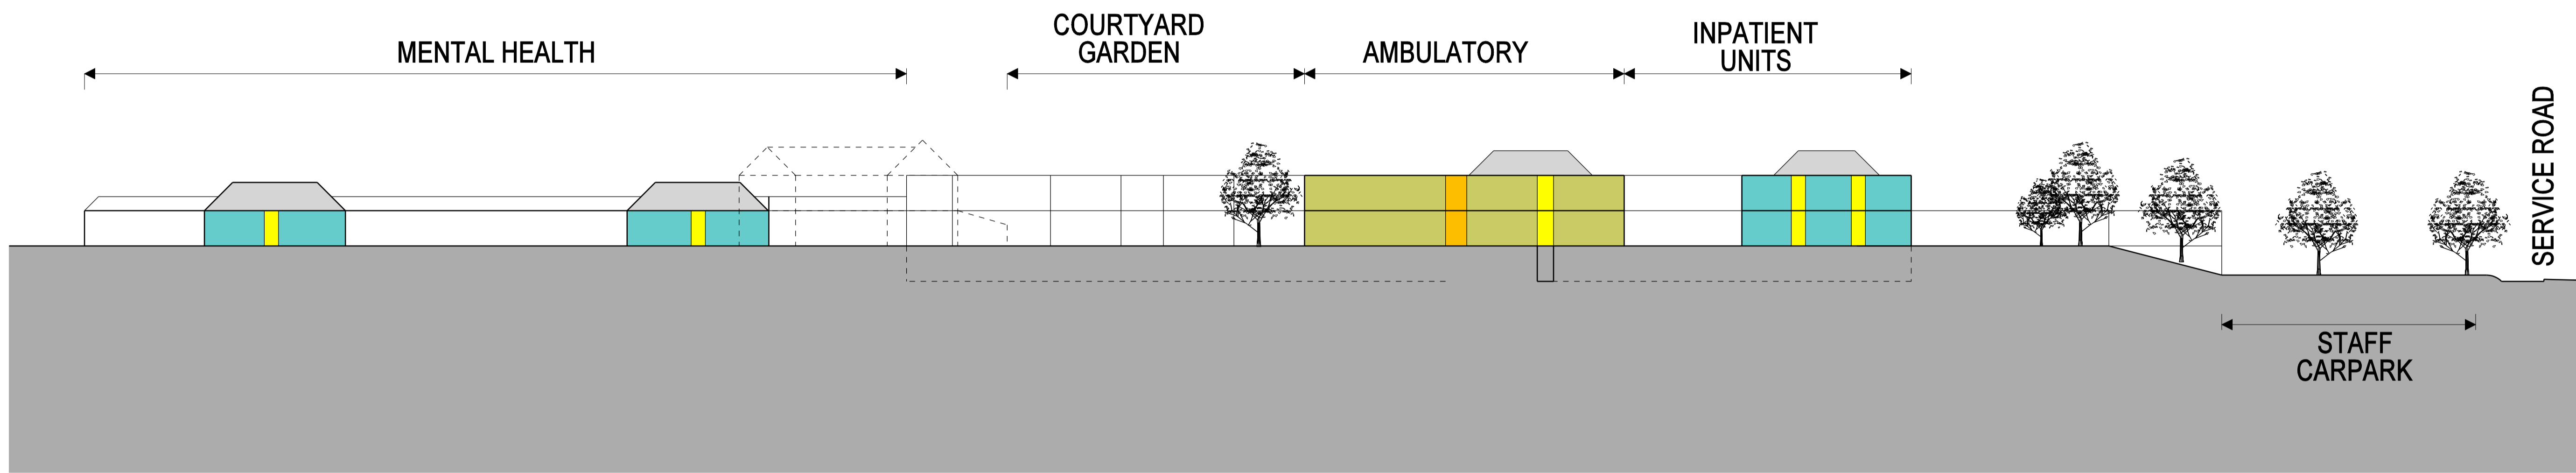 MENTAL HEALTH
COURTYARD
GARDEN
AMBULATORY
INPATIENT
UNITS
SERVICE ROAD
STAFF
CARPARK